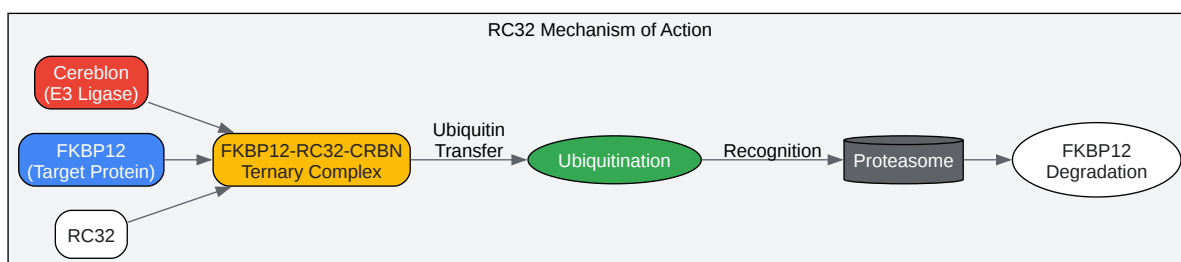 RC32 Mechanism of Action
Cereblon
(E3 Ligase)
FKBP12
(Target Protein)
RC32
FKBP12-RC32-CRBN
Ternary Complex
Ubiquitin
Transfer
Ubiquitination
Recognition
Proteasome
FKBP12
Degradation